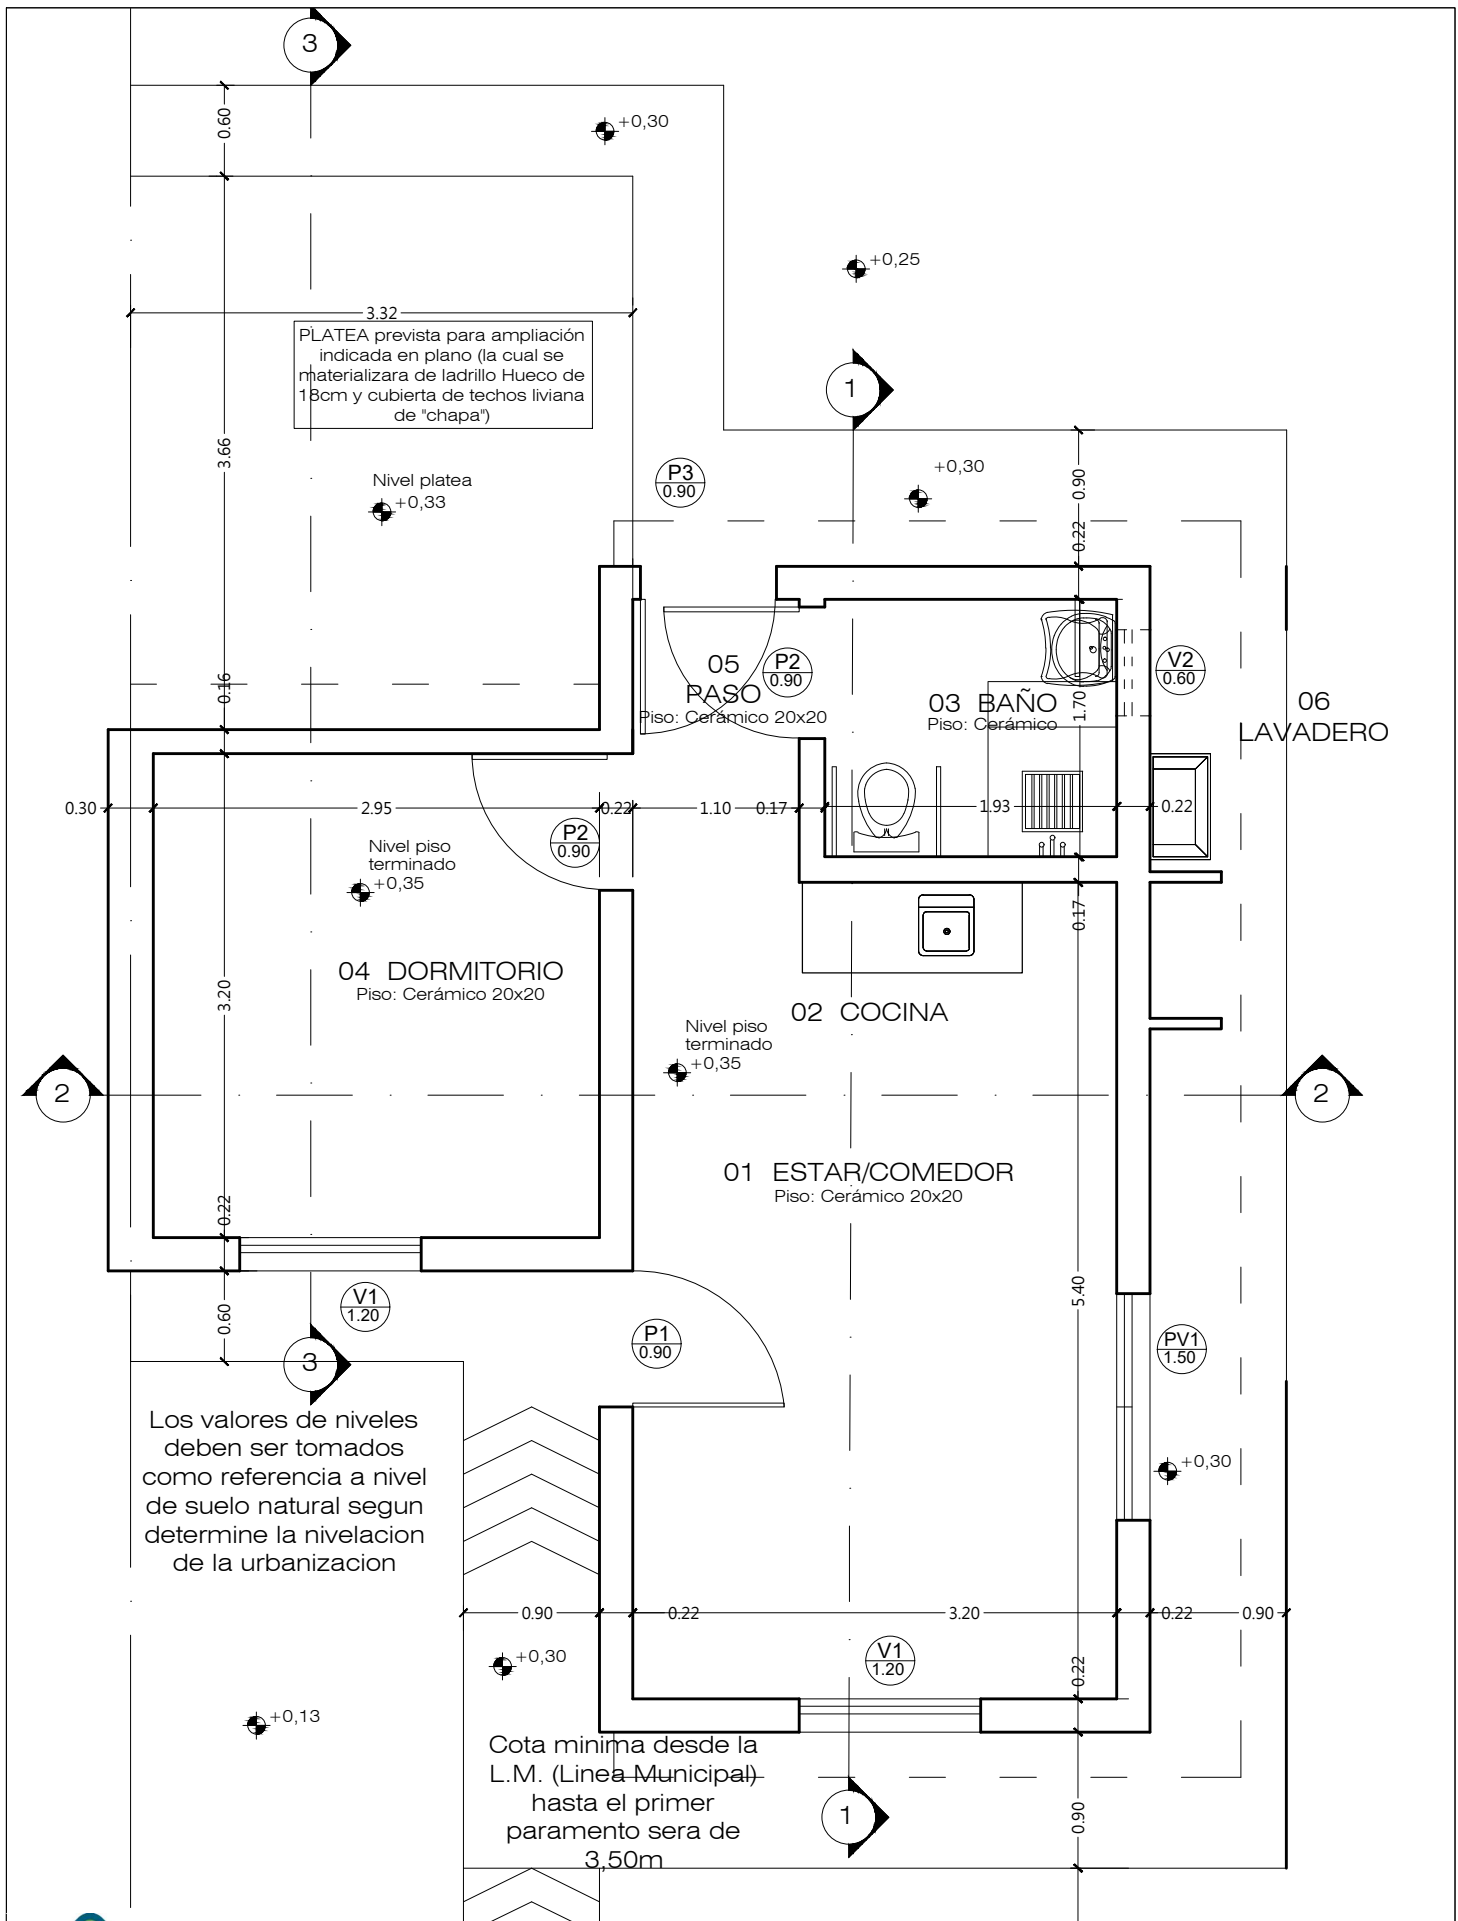 3
0.60
+0,30
+0,25
3.32
PLATEA prevista para ampliación
indicada en plano (la cual se
materializara de ladrillo Hueco de
18cm y cubierta de techos liviana
de "chapa")
1
3.66
Nivel platea
+0,33
P3
0.90
+0,30
0.90
0.22
0.16
05
PASO
Piso: Cerámico 20x20
P2
0.90
03 BAÑO
Piso: Cerámico
1.70
V2
0.60
06
LAVADERO
0.30
2.95
0.22
1.10
0.17
1.93
0.22
P2
0.90
Nivel piso
terminado
+0,35
0.17
04 DORMITORIO
Piso: Cerámico 20x20
3.20
02 COCINA
Nivel piso
terminado
+0,35
2
2
01 ESTAR/COMEDOR
Piso: Cerámico 20x20
0.22
0.60
V1
1.20
P1
0.90
5.40
PV1
1.50
3
Los valores de niveles
deben ser tomados
como referencia a nivel
de suelo natural segun
determine la nivelacion
de la urbanizacion
+0,30
0.90
0.22
3.20
0.22
0.90
+0,30
V1
1.20
0.22
+0,13
Cota minima desde la
L.M. (Linea Municipal)
hasta el primer
paramento sera de
3,50m
1
0.90